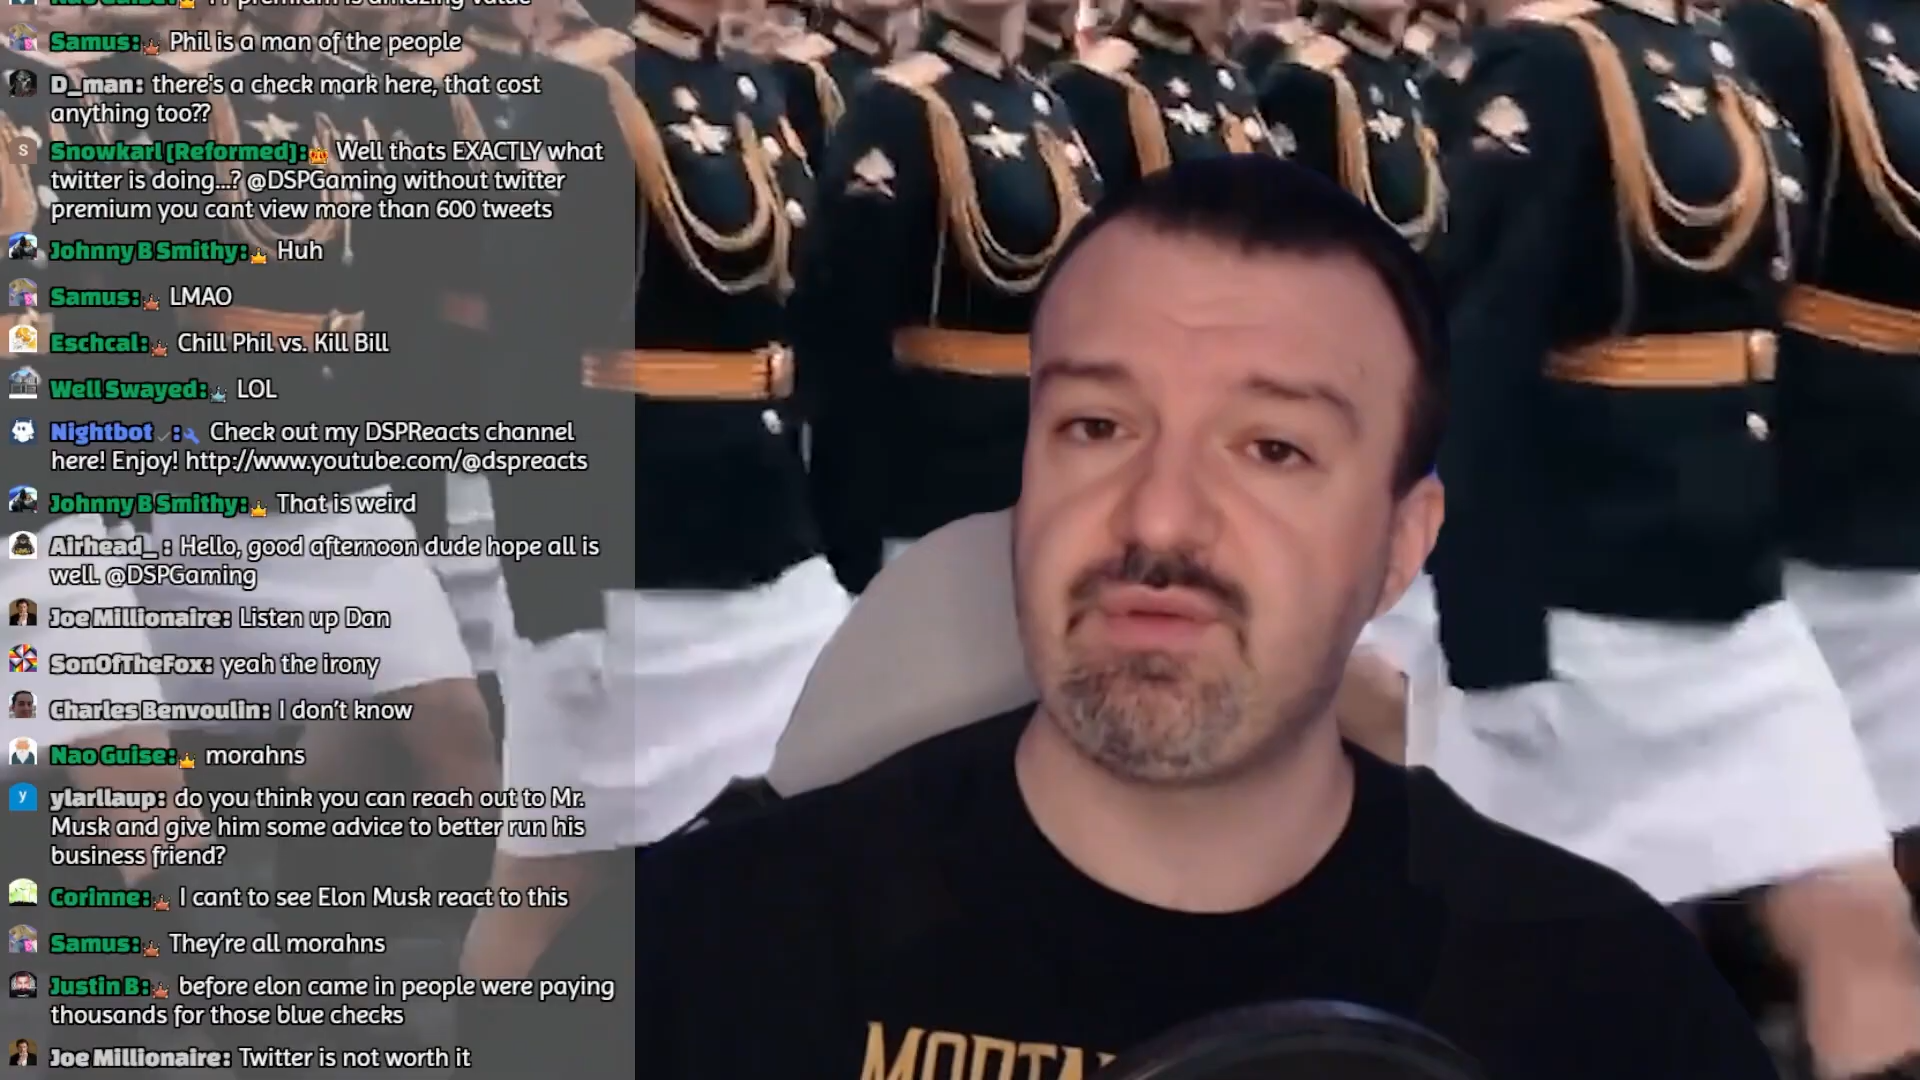 Nao Guise: YT premium is amazing value
Samus: Phil is a man of the people
D_man: there's a check mark here, that cost
anything too??
S
Snowkarl [Reformed]: Well thats EXACTLY what
twitter is doing...? @DSPGaming without twitter
premium you cant view more than 600 tweets
Johnny B Smithy: Huh
Samus: LMAO
Eschcal: Chill Phil vs. Kill Bill
Well Swayed: LOL
Nightbot : Check out my DSPReacts channel
here! Enjoy! http://www.youtube.com/@dspreacts
Johnny B Smithy: That is weird
Airhead_ : Hello, good afternoon dude hope all is
well. @DSPGaming
Joe Millionaire: Listen up Dan
SonOfTheFox: yeah the irony
Charles Benvoulin: I don't know
Nao Guise: morahns
y
ylarllaup: do you think you can reach out to Mr.
Musk and give him some advice to better run his
business friend?
Corinne: I cant to see Elon Musk react to this
Samus: They're all morahns
Justin B: before elon came in people were paying
thousands for those blue checks
Joe Millionaire: Twitter is not worth it